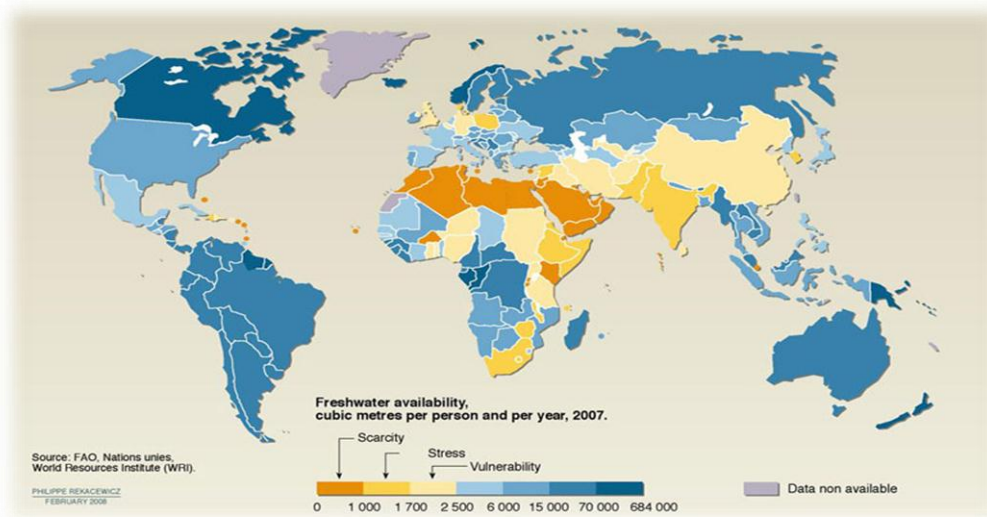 Freshwater availability,
cubic metres per person and per year, 2007.
Scarcity
Stress
Vulnerability
0 1 000 1 700 2 500 6 000 15 000 70 000 684 000
Data non available
Source: FAO, Nations unies,
World Resources Institute (WRI).
PHILIPPE REKACEWICZ
FEBRUARY 2008